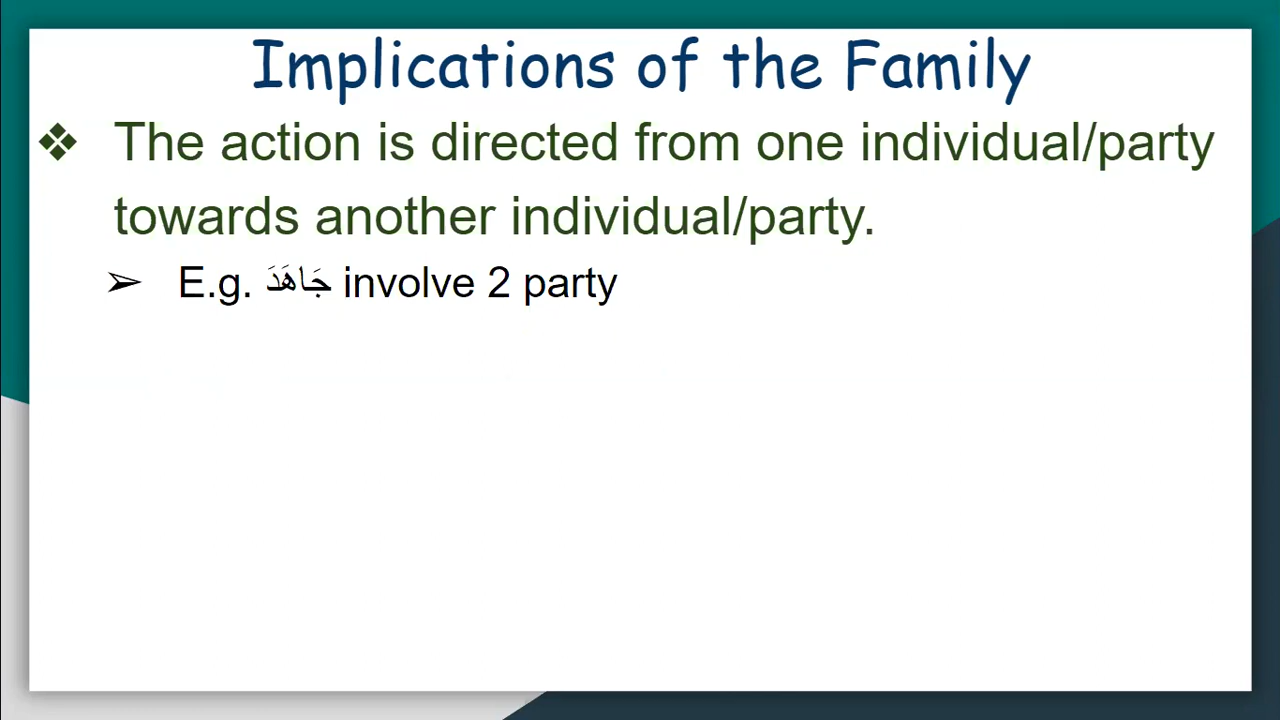 Implications of the Family
❖ The action is directed from one individual/party
towards another individual/party.
➢ E.g. جَاهَدَ involve 2 party